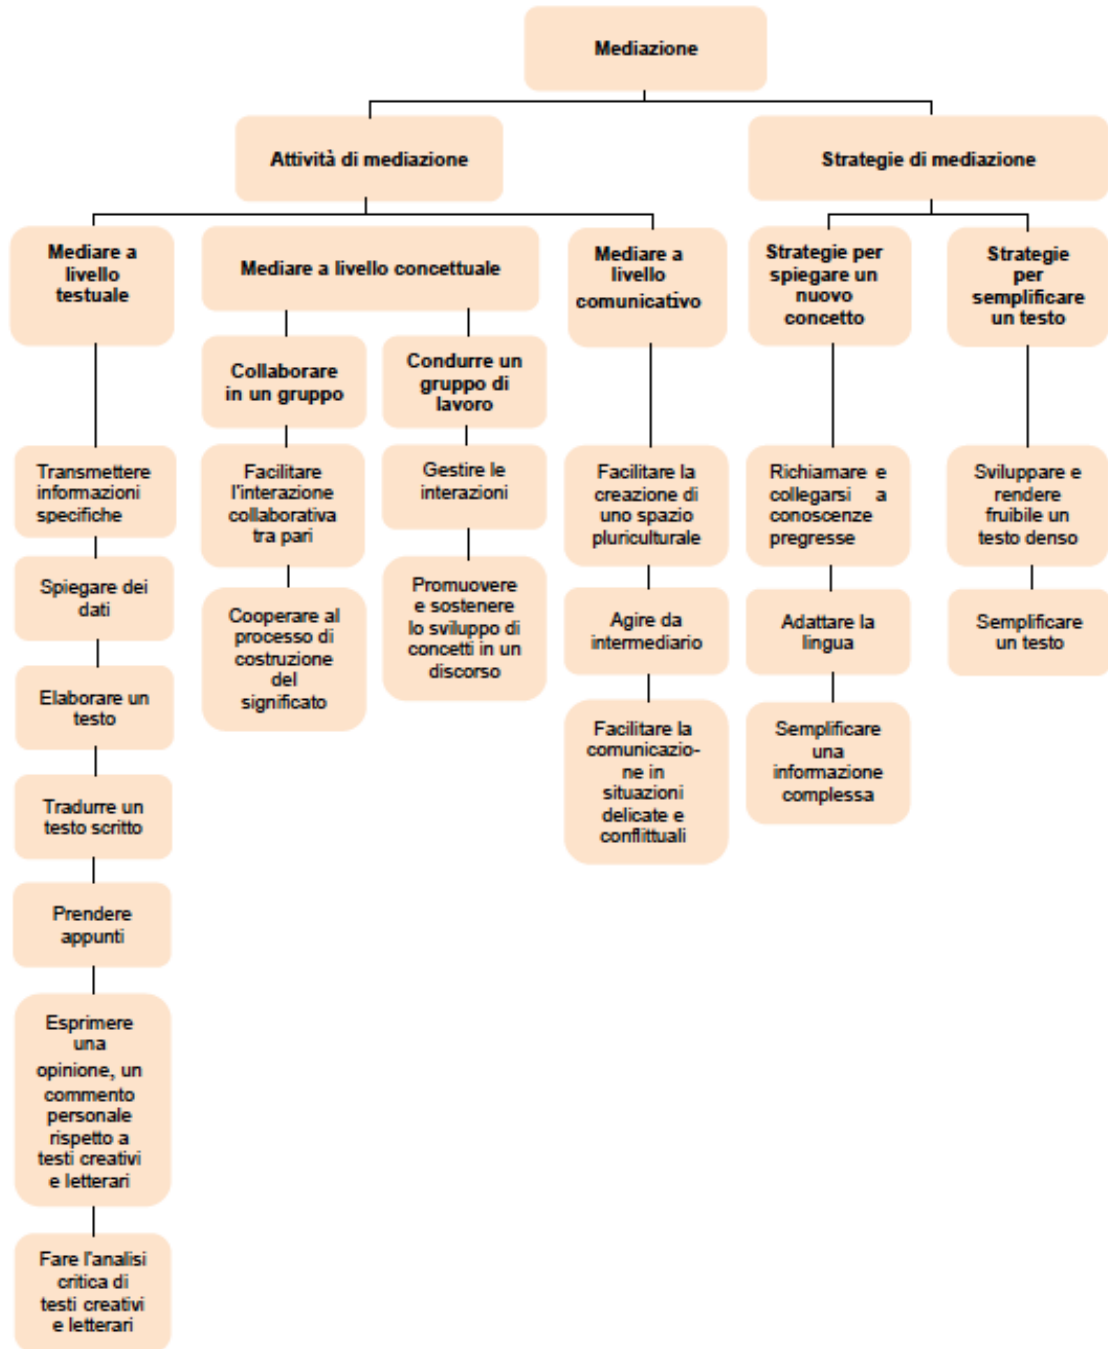 Mediazione
Attività di mediazione
Strategie di mediazione
Mediare a
livello
testuale
Mediare a livello concettuale
Mediare a
livello
comunicativo
Strategie per
spiegare un
nuovo
concetto
Strategie
per
semplificare
un testo
Collaborare
in un gruppo
Condurre un
gruppo di
lavoro
Transmettere
informazioni
specifiche
Spiegare dei
dati
Elaborare un
testo
Tradurre un
testo scritto
Prendere
appunti
Esprimere
una
opinione, un
commento
personale
rispetto a
testi creativi
e letterari
Fare l'analisi
critica di
testi creativi
e letterari
Facilitare
l'interazione
collaborativa
tra pari
Cooperare al
processo di
costruzione
del
significato
Gestire le
interazioni
Promuovere
e sostenere
lo sviluppo di
concetti in un
discorso
Facilitare la
creazione di
uno spazio
pluriculturale
Agire da
intermediario
Facilitare la
comunicazio-
ne in
situazioni
delicate e
conflittuali
Richiamare e
collegarsi a
conoscenze
pregresse
Adattare la
lingua
Semplificare
una
informazione
complessa
Sviluppare e
rendere
fruibile un
testo denso
Semplificare
un testo